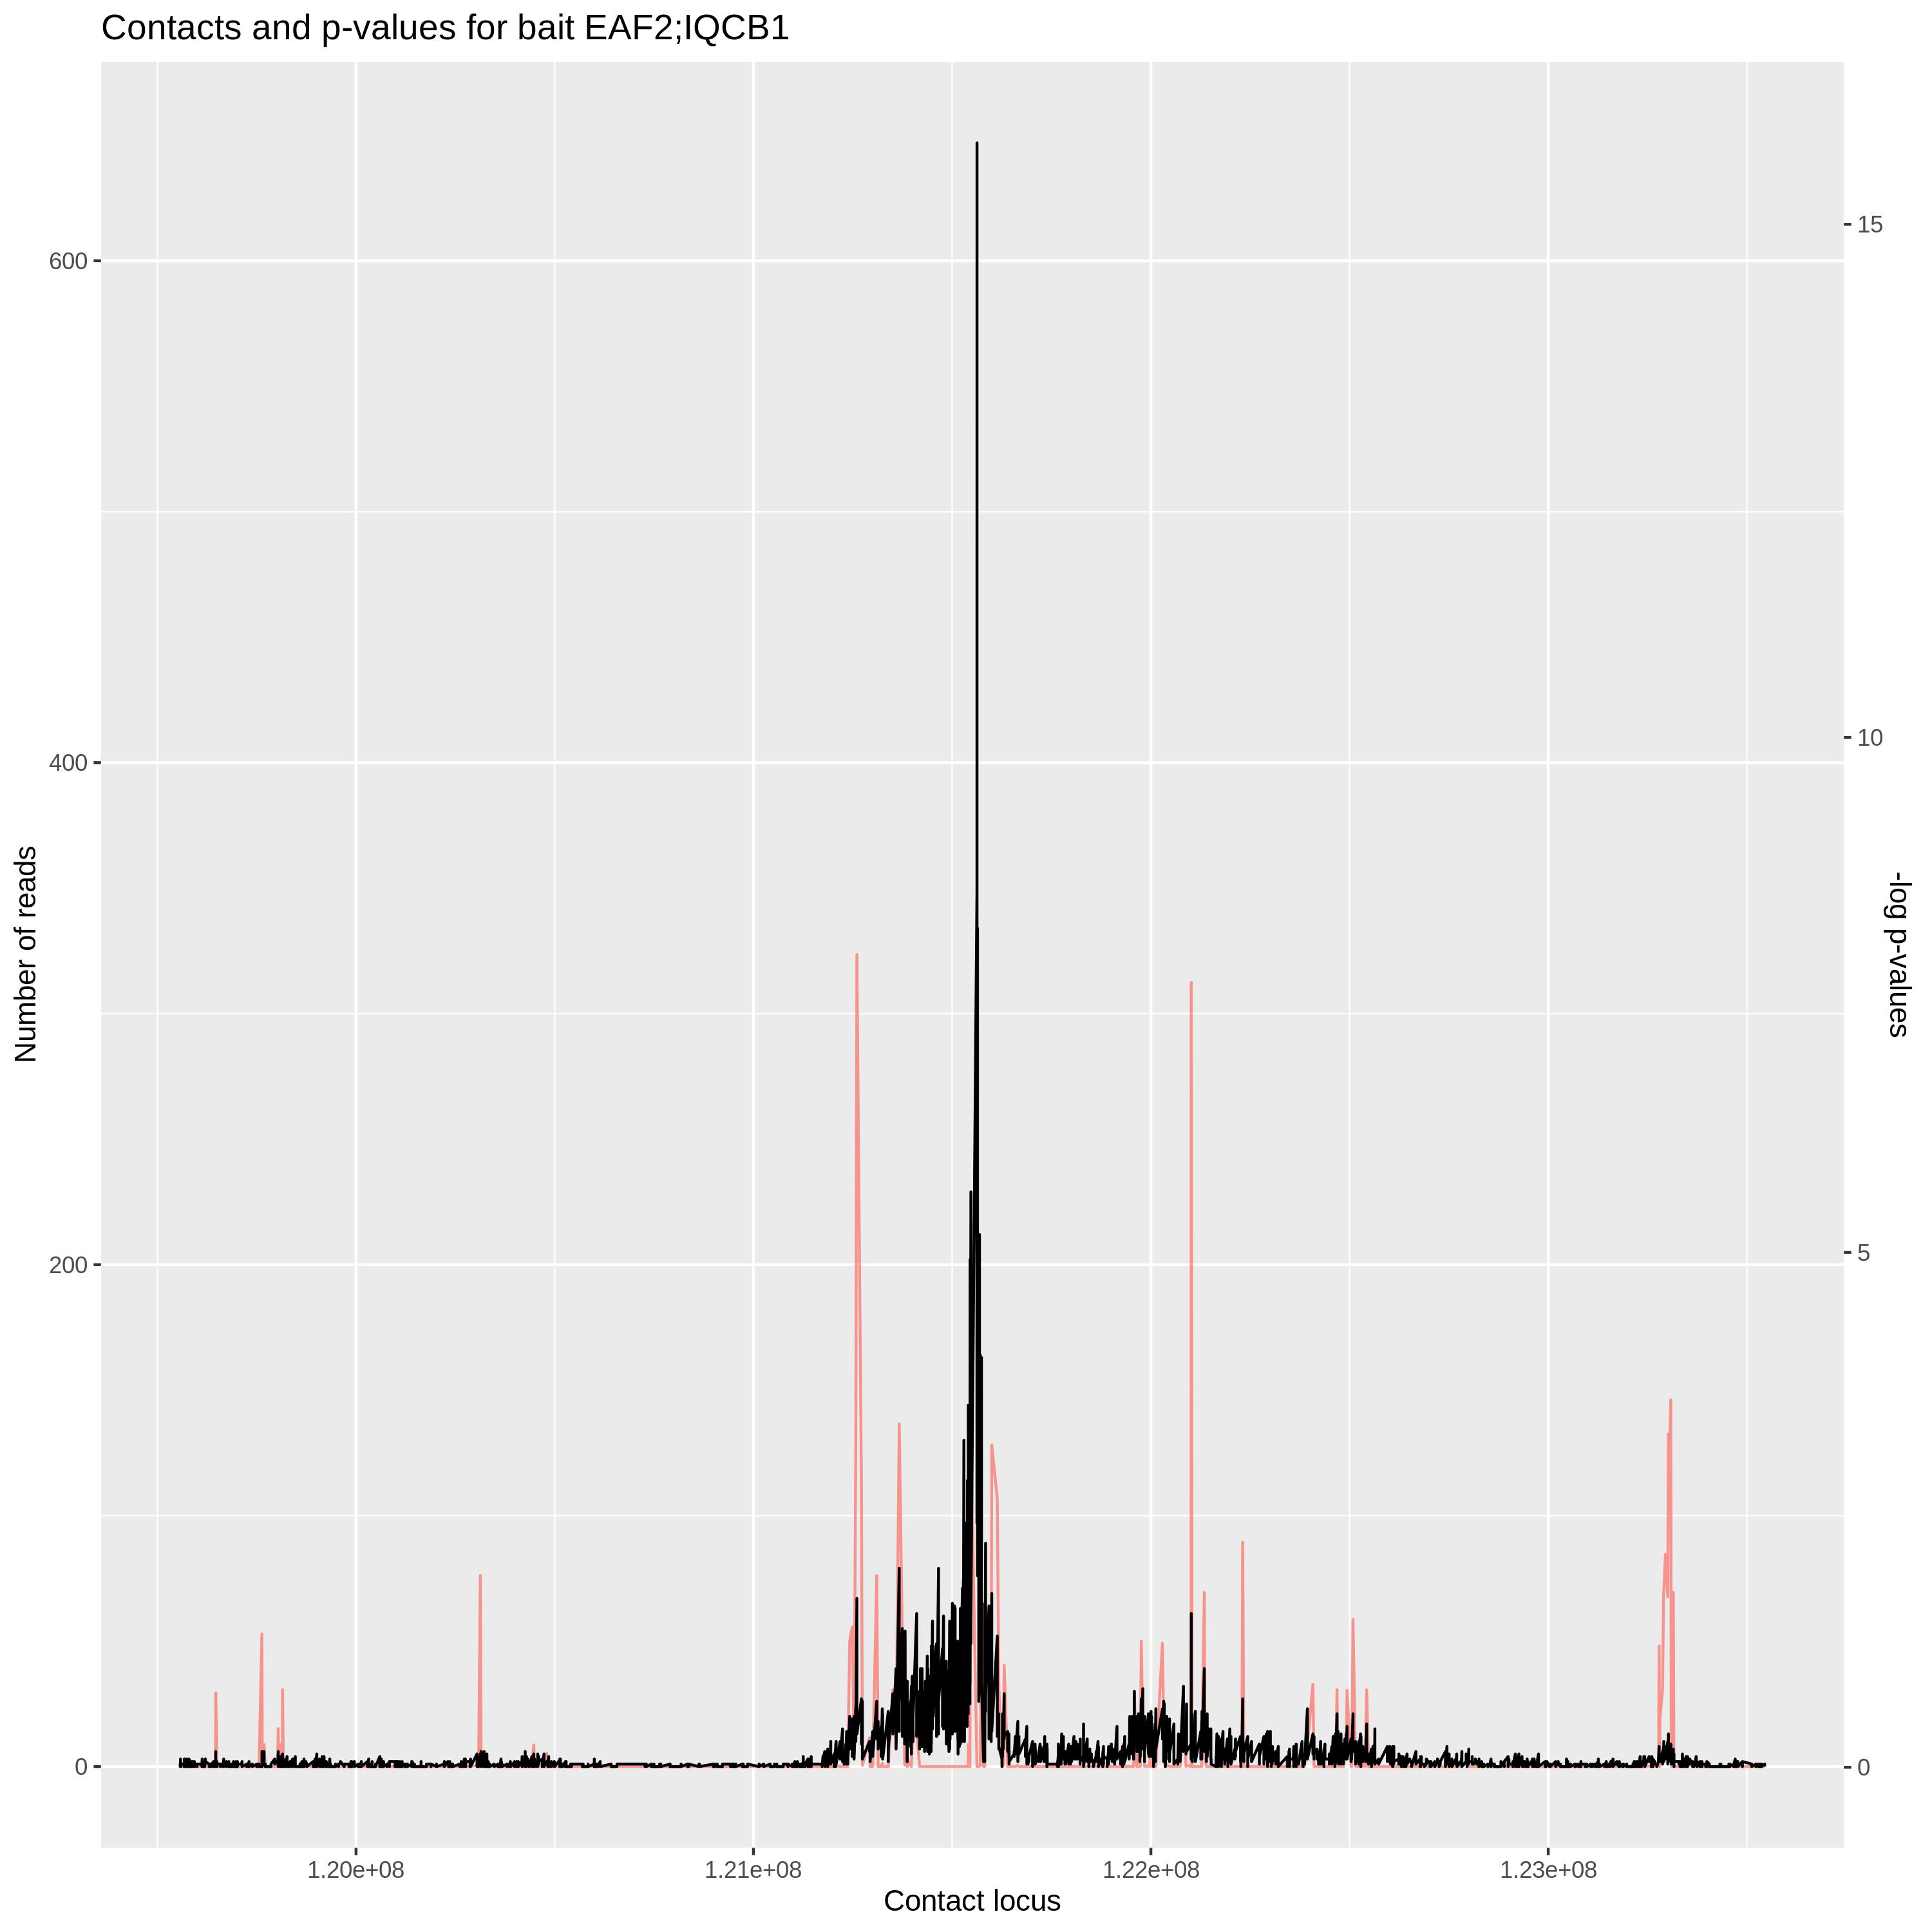 Contacts and p-values for bait EAF2;IQCB1
600
400
200
0
15
10
5
0
Number of reads
-log p-values
1.20e+08
1.21e+08
1.22e+08
1.23e+08
Contact locus